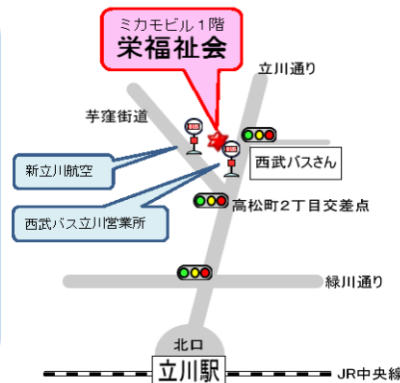 ミカモビル1階
栄福祉会
立川通り
芋窪街道
新立川航空
西武バスさん
西武バス立川営業所
高松町2丁目交差点
緑川通り
北口
立川駅
JR中央線